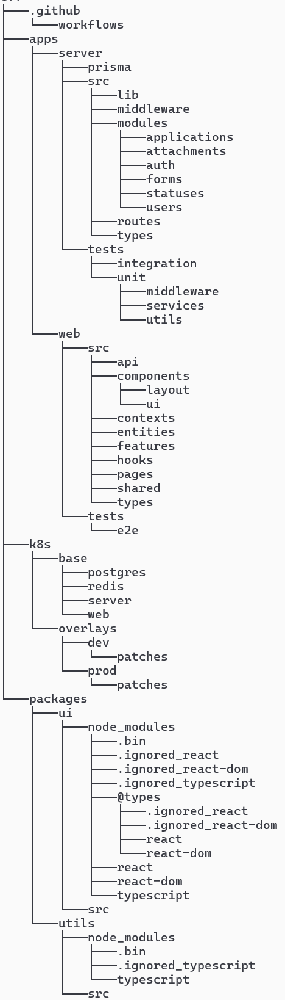 .github
workflows
apps
server
prisma
src
lib
middleware
modules
applications
attachments
auth
forms
statuses
users
routes
types
tests
integration
unit
middleware
services
utils
web
src
api
components
layout
ui
contexts
entities
features
hooks
pages
shared
types
tests
e2e
k8s
base
postgres
redis
server
web
overlays
dev
patches
prod
patches
packages
ui
node_modules
.bin
.ignored_react
.ignored_react-dom
.ignored_typescript
@types
.ignored_react
.ignored_react-dom
react
react-dom
react
react-dom
typescript
src
utils
node_modules
.bin
.ignored_typescript
typescript
src